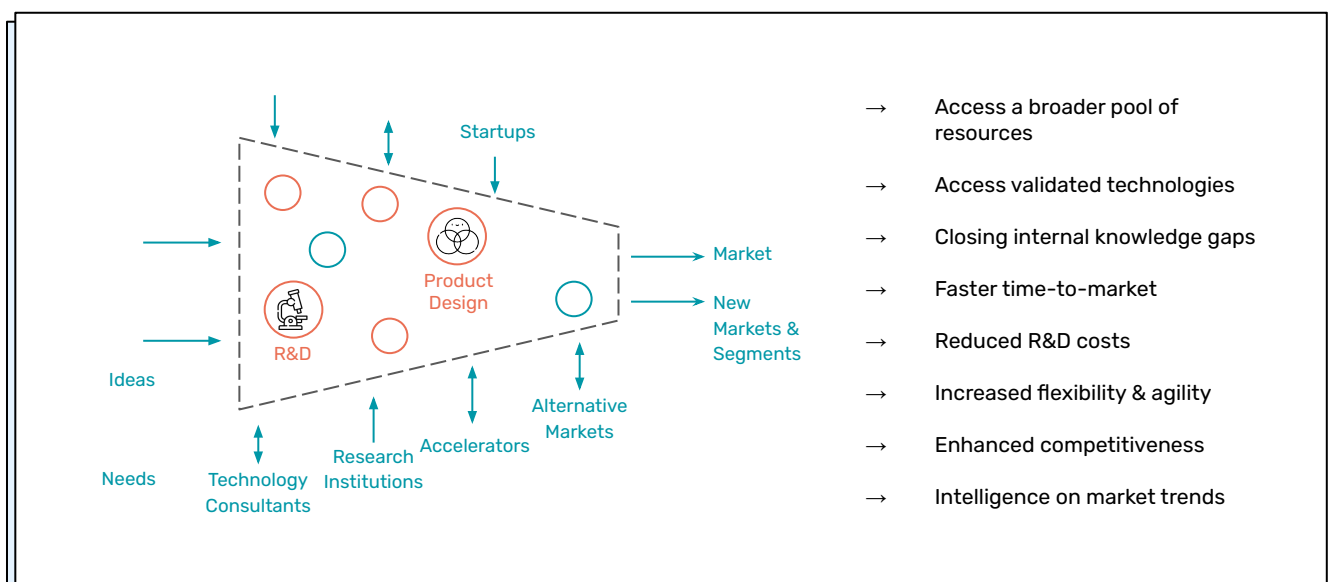 Startups
Product
Design
R&D
Ideas
Needs
Technology
Consultants
Research
Institutions
Accelerators
Alternative
Markets
Market
New
Markets &
Segments
→ Access a broader pool of
resources
→ Access validated technologies
→ Closing internal knowledge gaps
→ Faster time-to-market
→ Reduced R&D costs
→ Increased flexibility & agility
→ Enhanced competitiveness
→ Intelligence on market trends